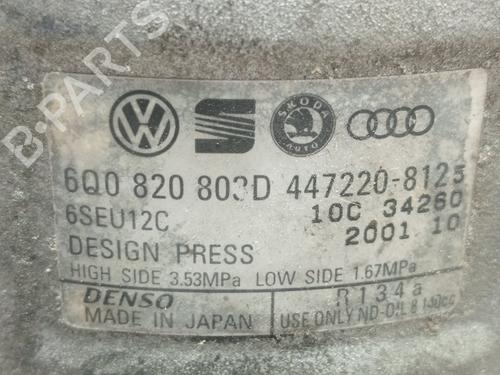 B-PARTS
SKODA
AUTO
6Q0 820 803D 447220-8125
6SEU12C 10C 34260
2001 10
DESIGN PRESS
HIGH SIDE 3.53MPa LOW SIDE 1.67MPa
DENSO R134a
MADE IN JAPAN USE ONLY ND-OIL 8 140cc